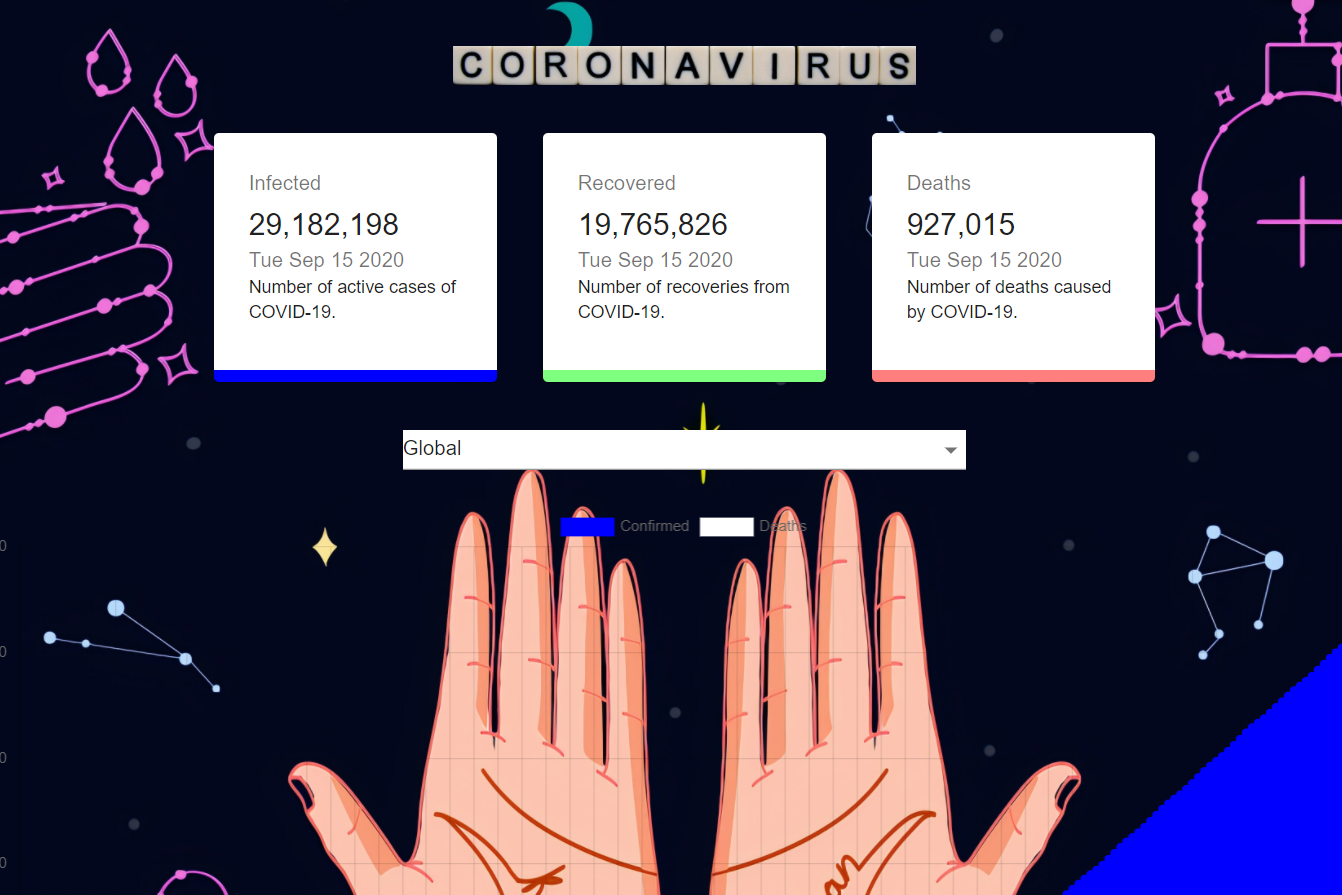 CORONAVIRUS
Infected
29,182,198
Tue Sep 15 2020
Number of active cases of
COVID-19.
Recovered
19,765,826
Tue Sep 15 2020
Number of recoveries from
COVID-19.
Deaths
927,015
Tue Sep 15 2020
Number of deaths caused
by COVID-19.
Global
Confirmed Deaths
0
0
0
0